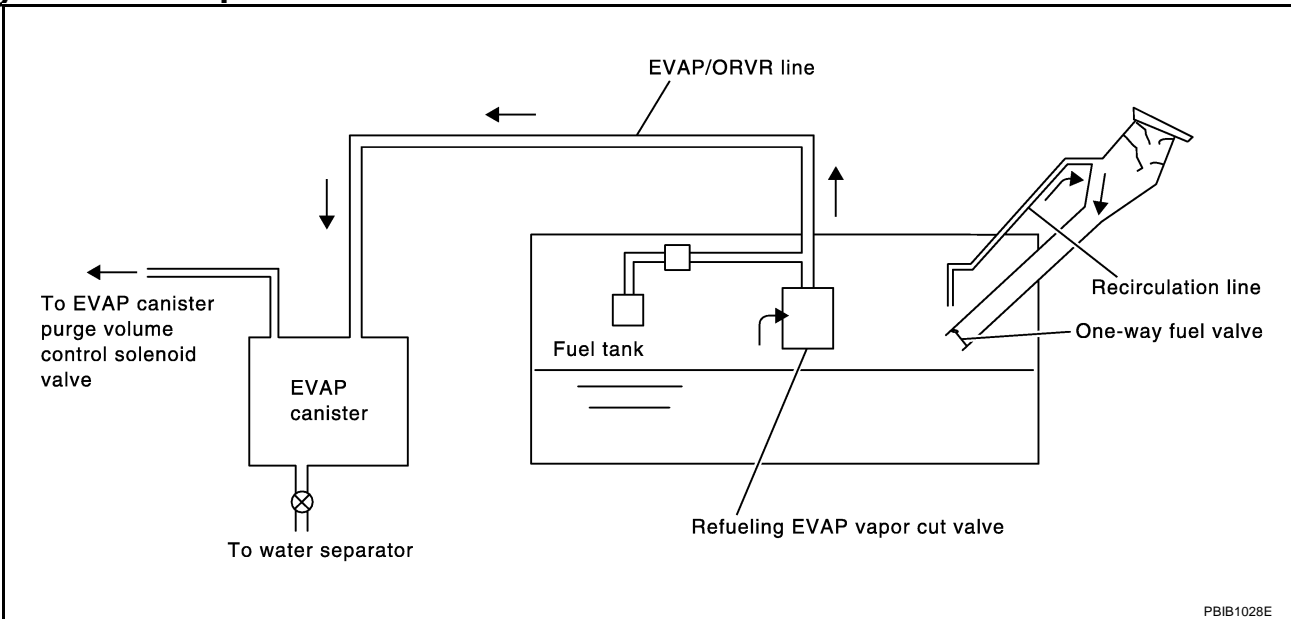 EVAP/ORVR line
Recirculation line
To EVAP canister
purge volume
control solenoid
valve
One-way fuel valve
Fuel tank
EVAP
canister
Refueling EVAP vapor cut valve
To water separator
PBIB1028E